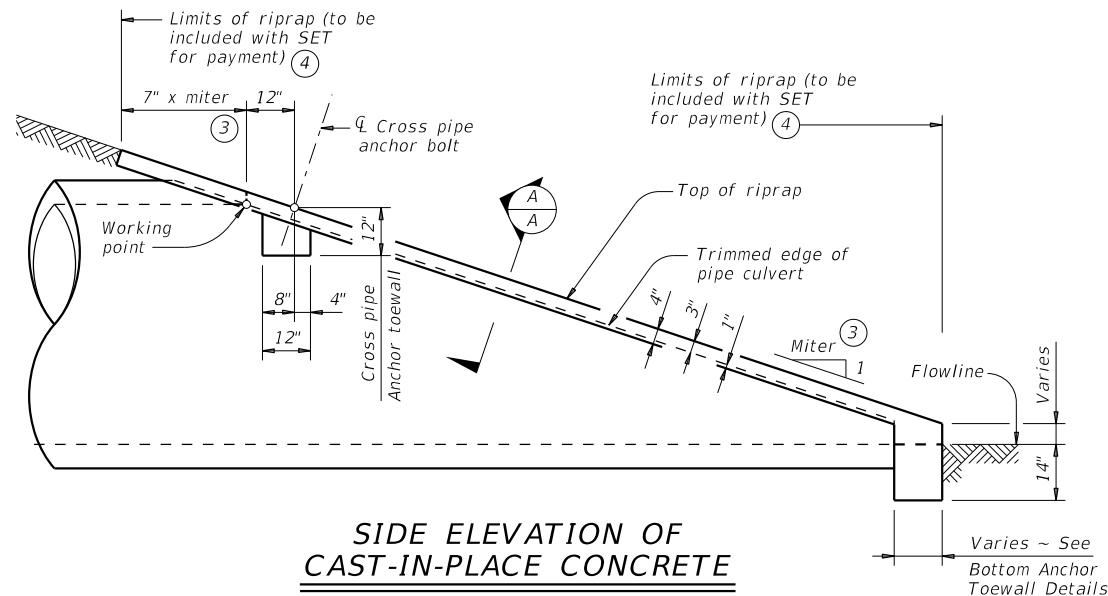 Limits of riprap (to be
included with SET
for payment) 4
7" x miter
12"
3
℄ Cross pipe
anchor bolt
Limits of riprap (to be
included with SET
for payment) 4
Working
point
A
A
Top of riprap
Trimmed edge of
pipe culvert
12"
Cross pipe
Anchor toewall
8"
4"
12"
4"
3"
1"
Miter 3
1
Flowline
Varies
14"
Varies ~ See
Bottom Anchor
Toewall Details
SIDE ELEVATION OF
CAST-IN-PLACE CONCRETE